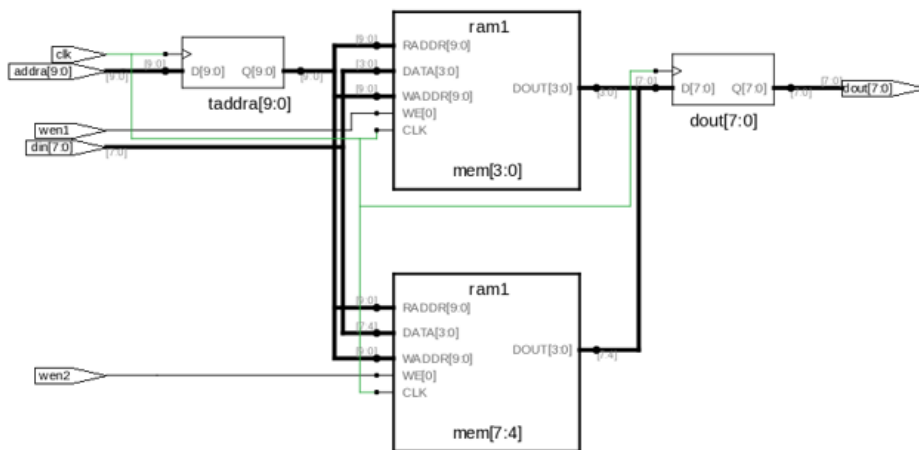 clk
addra[9:0]
[9:0]
[9:0]
D[9:0]
Q[9:0]
[9:0]
taddra[9:0]
wen1
din[7:0]
[7:0]
ram1
[9:0]
RADDR[9:0]
[3:0]
DATA[3:0]
[9:0]
WADDR[9:0]
WE[0]
CLK
DOUT[3:0]
[3:0]
mem[3:0]
[7:0]
D[7:0]
Q[7:0]
[7:0]
[7:0]
dout[7:0]
dout[7:0]
ram1
[9:0]
RADDR[9:0]
[7:4]
DATA[3:0]
[9:0]
WADDR[9:0]
WE[0]
CLK
DOUT[3:0]
[7:4]
mem[7:4]
wen2